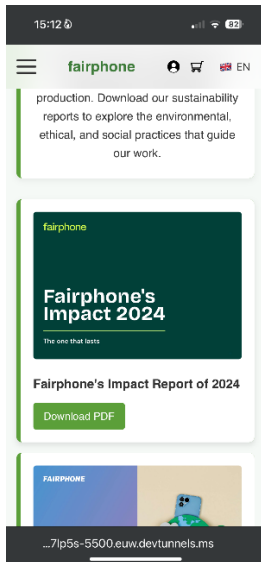 15:12
82
fairphone
EN
production. Download our sustainability
reports to explore the environmental,
ethical, and social practices that guide
our work.
fairphone
Fairphone's
Impact 2024
The one that lasts
Fairphone's Impact Report of 2024
Download PDF
FAIRPHONE
...7lp5s-5500.euw.devtunnels.ms